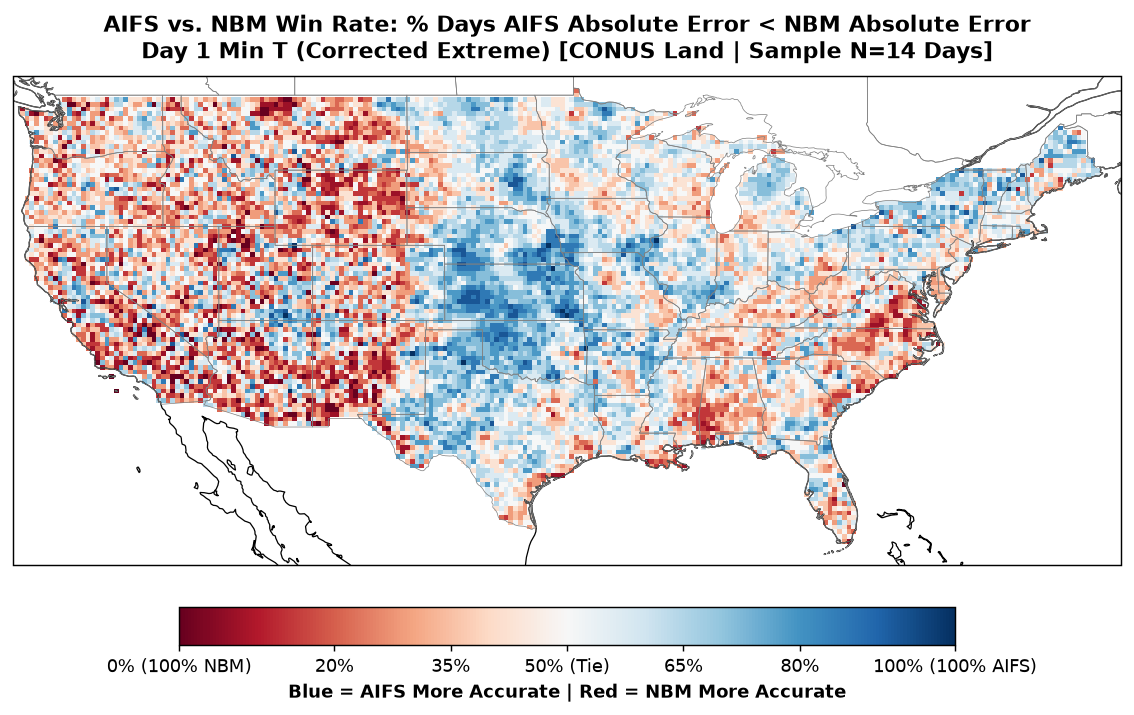 AIFS vs. NBM Win Rate: % Days AIFS Absolute Error < NBM Absolute Error
Day 1 Min T (Corrected Extreme) [CONUS Land | Sample N=14 Days]
0% (100% NBM) 20% 35% 50% (Tie) 65% 80% 100% (100% AIFS)
Blue = AIFS More Accurate | Red = NBM More Accurate